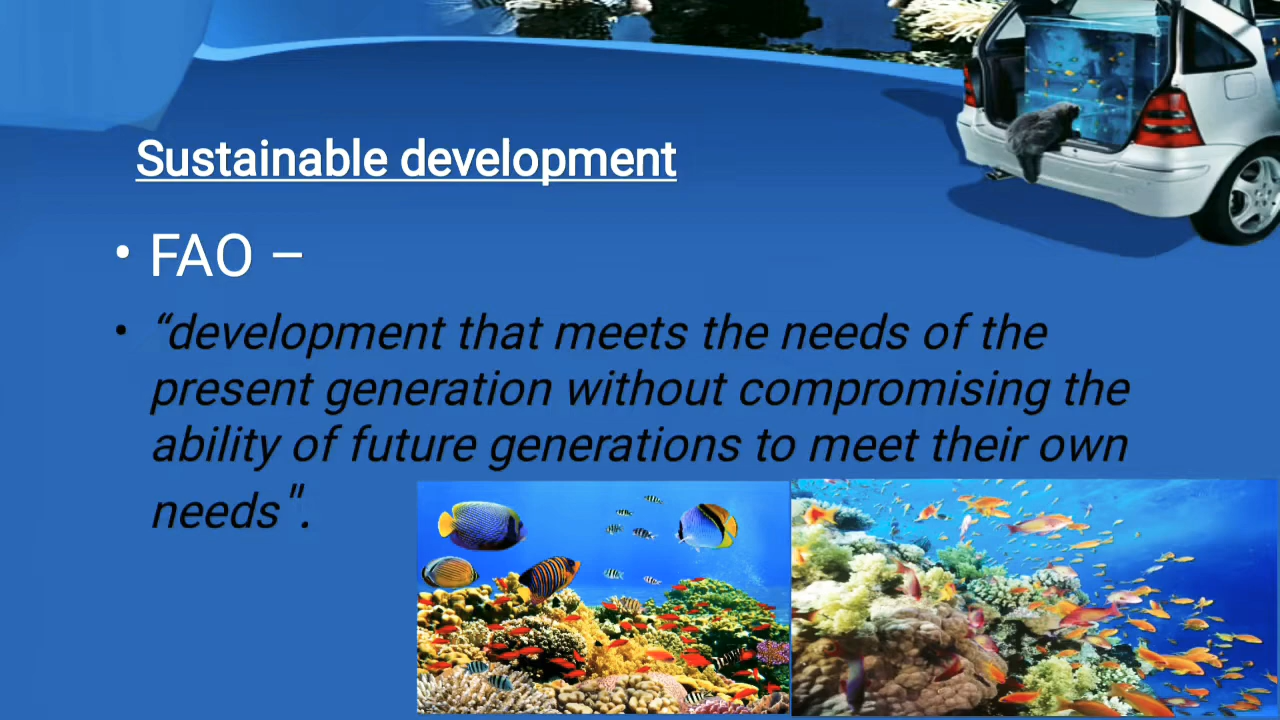 Sustainable development
• FAO –
• “development that meets the needs of the
present generation without compromising the
ability of future generations to meet their own
needs".